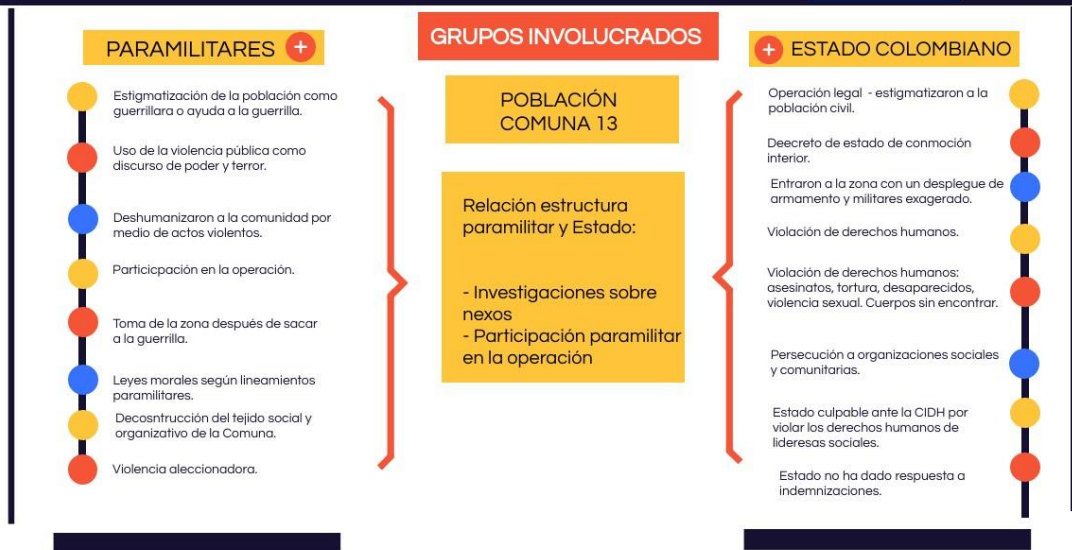 GRUPOS INVOLUCRADOS
PARAMILITARES +
Estigmatización de la población como
guerrillara o ayuda a la guerrilla.
Uso de la violencia pública como
discurso de poder y terror.
Deshumanizaron a la comunidad por
medio de actos violentos.
Particicpación en la operación.
Toma de la zona después de sacar
a la guerrilla.
Leyes morales según lineamientos
paramilitares.
Decosntrucción del tejido social y
organizativo de la Comuna.
Violencia aleccionadora.
POBLACIÓN
COMUNA 13
Relación estructura
paramilitar y Estado:
- Investigaciones sobre
nexos
- Participación paramilitar
en la operación
+ ESTADO COLOMBIANO
Operación legal - estigmatizaron a la
población civil.
Deecreto de estado de conmoción
interior.
Entraron a la zona con un desplegue de
armamento y militares exagerado.
Violación de derechos humanos.
Violación de derechos humanos:
asesinatos, tortura, desaparecidos,
violencia sexual. Cuerpos sin encontrar.
Persecución a organizaciones sociales
y comunitarias.
Estado culpable ante la CIDH por
violar los derechos humanos de
lideresas sociales.
Estado no ha dado respuesta a
indemnizaciones.